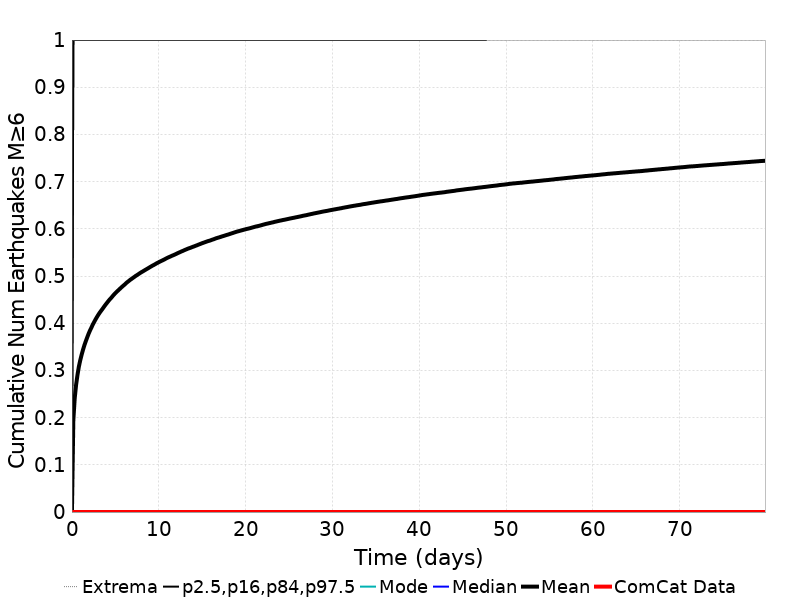 Cumulative Num Earthquakes M≥6
1
0.9
0.8
0.7
0.6
0.5
0.4
0.3
0.2
0.1
0
0 10 20 30 40 50 60 70
Time (days)
Extrema p2.5,p16,p84,p97.5 Mode Median Mean ComCat Data